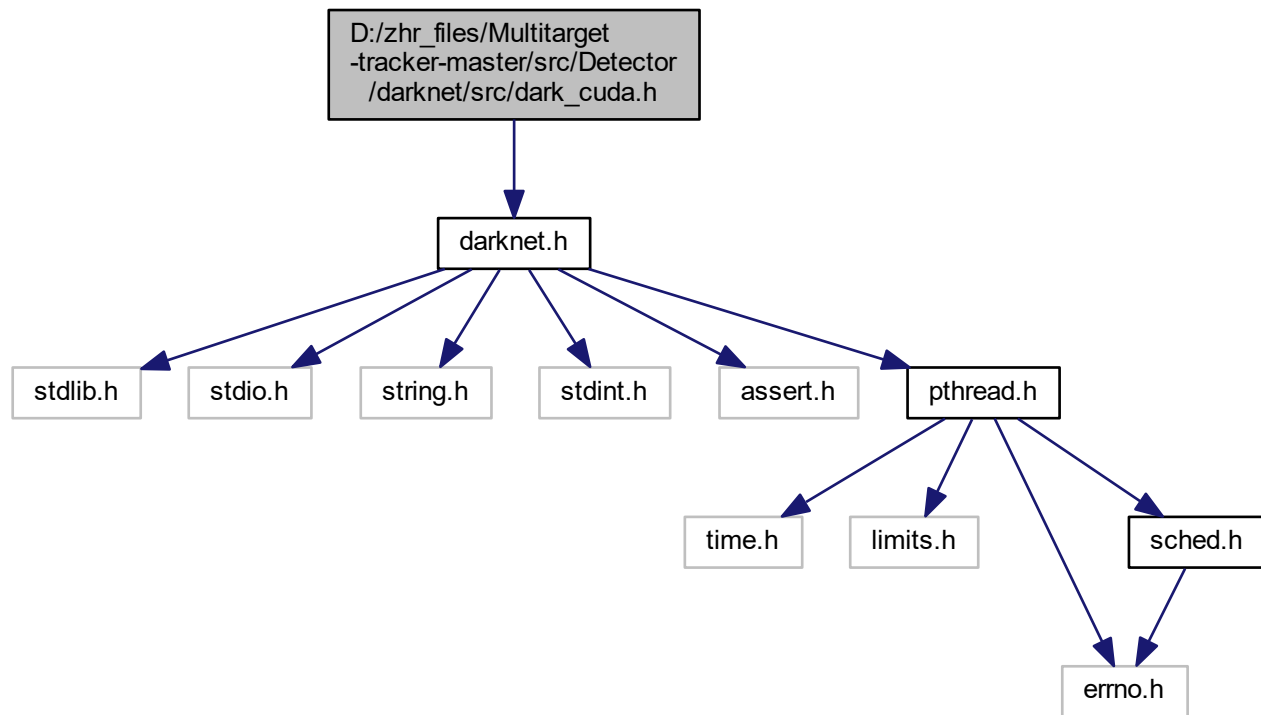 D:/zhr_files/Multitarget
-tracker-master/src/Detector
/darknet/src/dark_cuda.h
darknet.h
stdlib.h
stdio.h
string.h
stdint.h
assert.h
pthread.h
time.h
limits.h
sched.h
errno.h